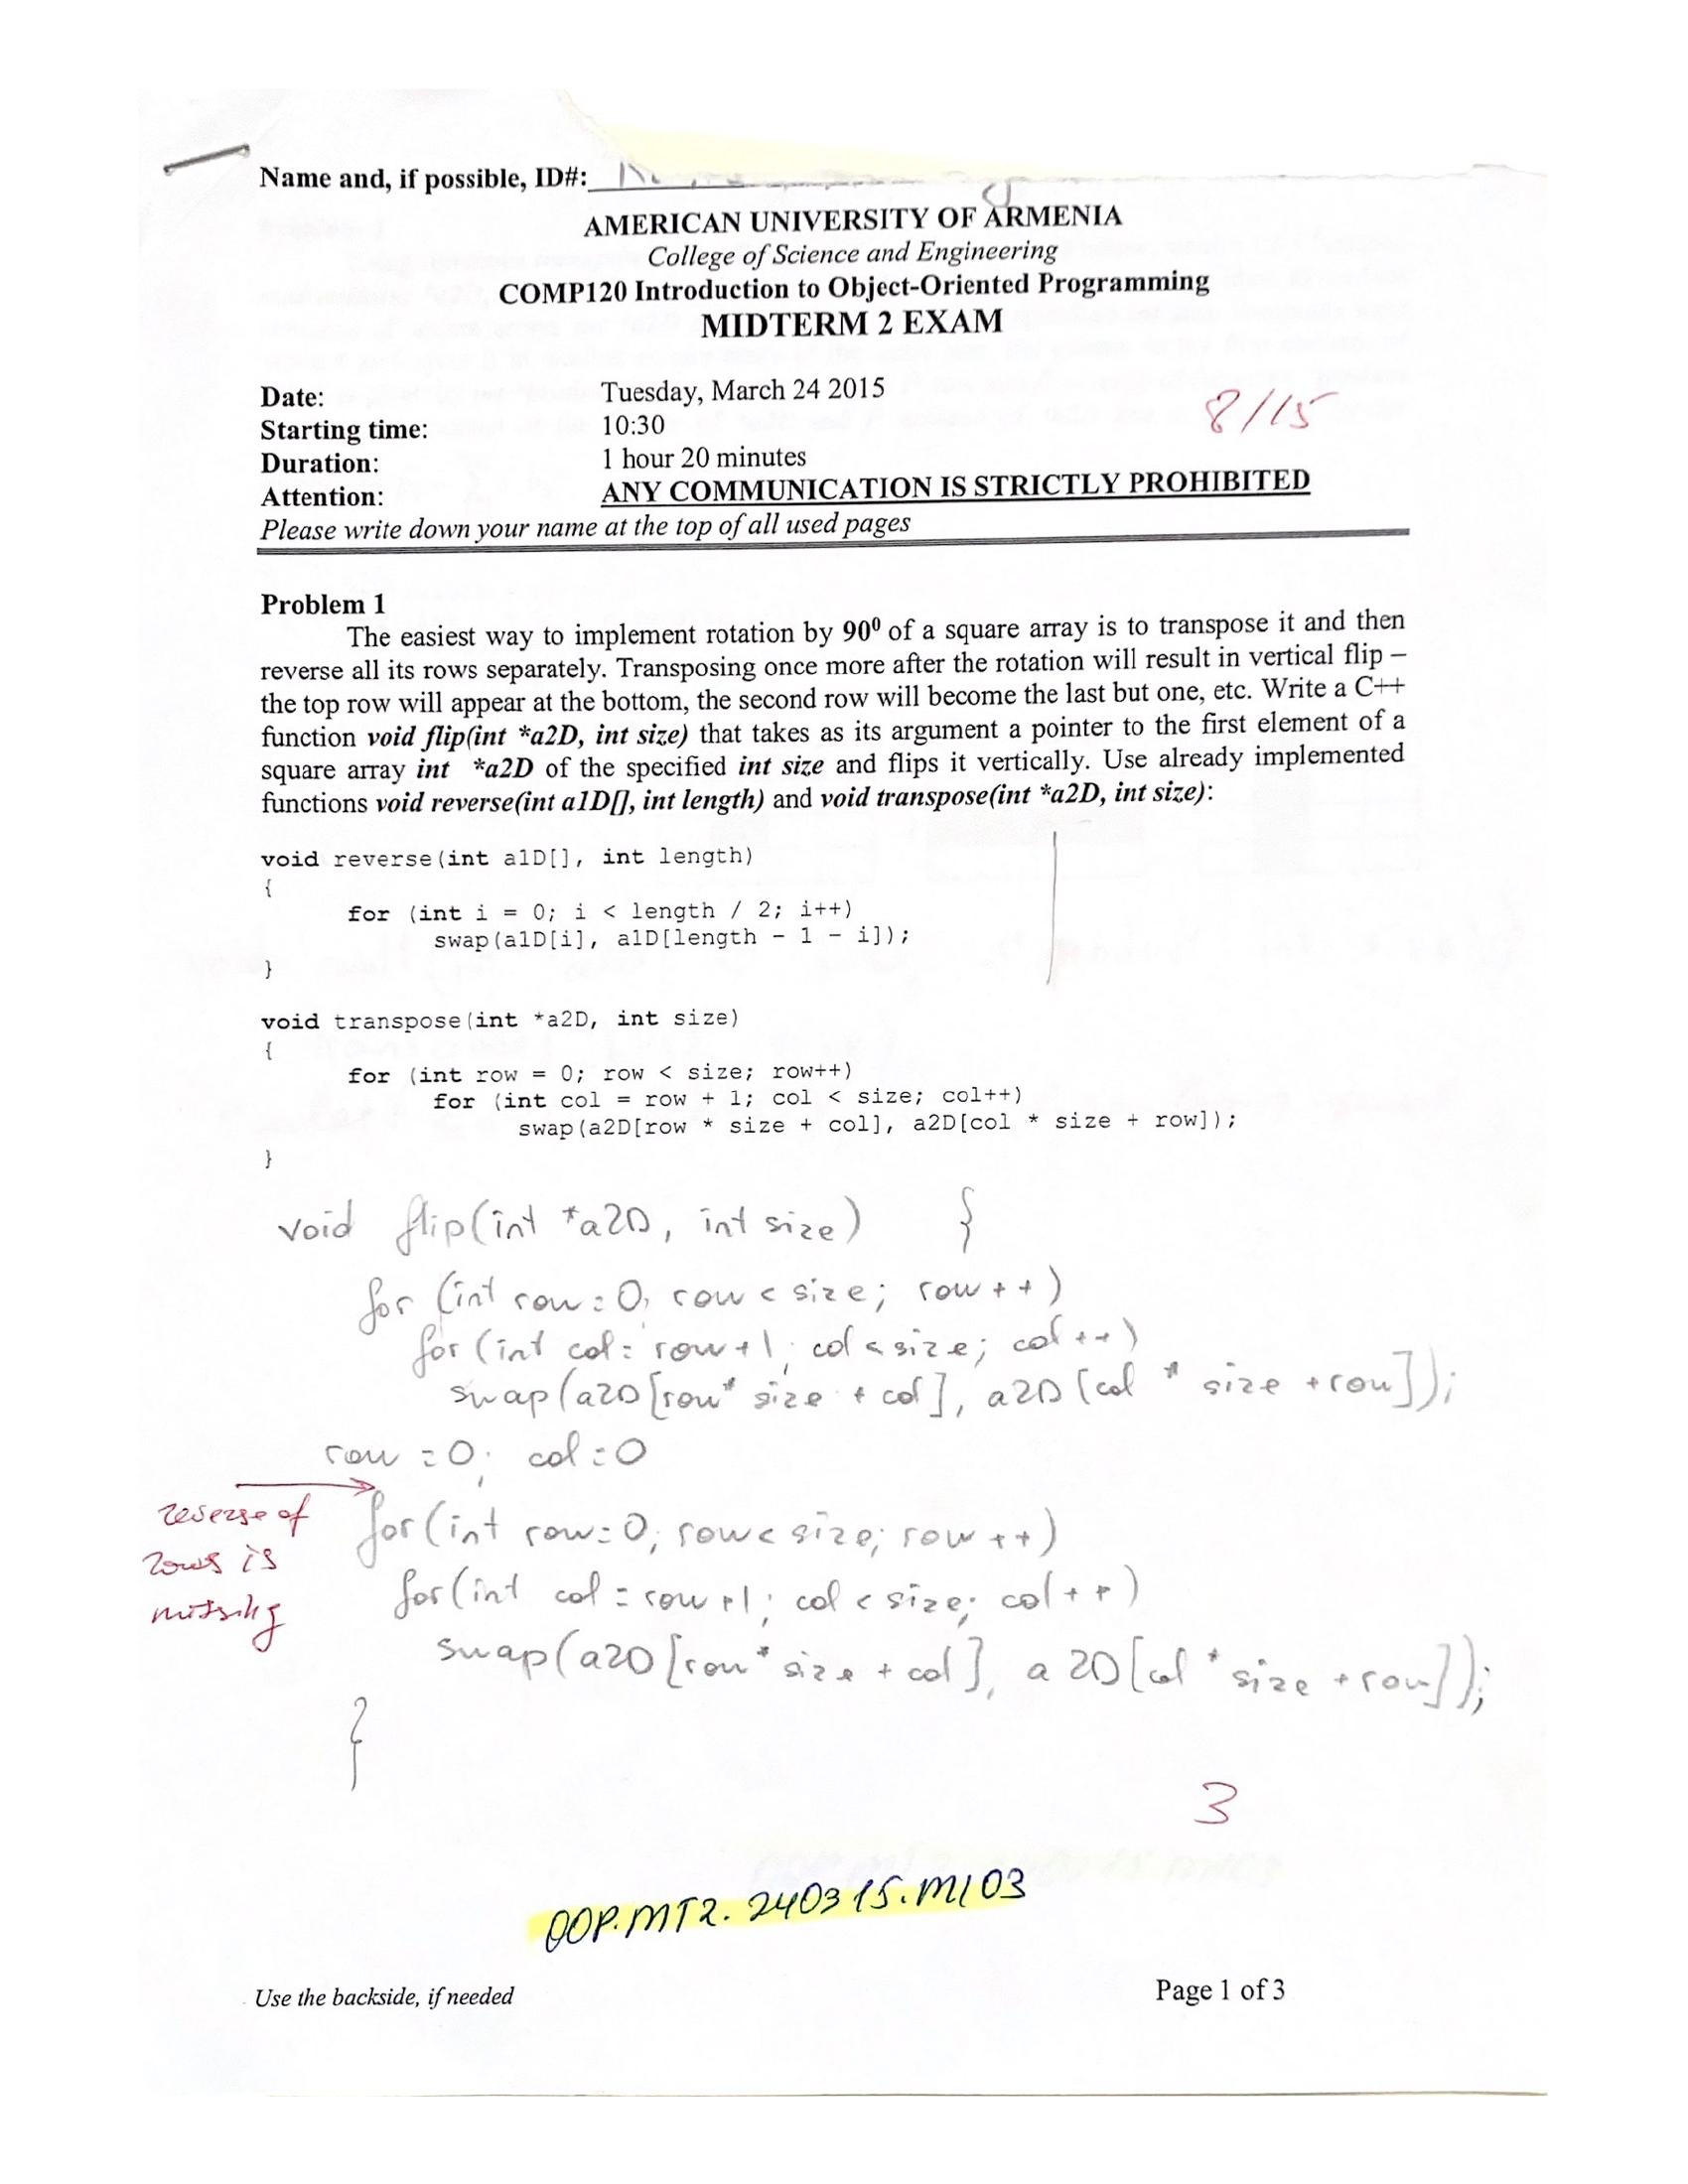 Name and, if possible, ID#:
AMERICAN UNIVERSITY OF ARMENIA
College of Science and Engineering
COMP120 Introduction to Object-Oriented Programming
MIDTERM 2 EXAM
Date: Tuesday, March 24 2015
8/15
Starting time: 10:30
Duration: 1 hour 20 minutes
Attention: ANY COMMUNICATION IS STRICTLY PROHIBITED
Please write down your name at the top of all used pages
Problem 1
The easiest way to implement rotation by 90⁰ of a square array is to transpose it and then
reverse all its rows separately. Transposing once more after the rotation will result in vertical flip –
the top row will appear at the bottom, the second row will become the last but one, etc. Write a C++
function void flip(int *a2D, int size) that takes as its argument a pointer to the first element of a
square array int *a2D of the specified int size and flips it vertically. Use already implemented
functions void reverse(int a1D[], int length) and void transpose(int *a2D, int size):
void reverse(int a1D[], int length)
{
for (int i = 0; i < length / 2; i++)
swap(a1D[i], a1D[length - 1 - i]);
}
void transpose(int *a2D, int size)
{
for (int row = 0; row < size; row++)
for (int col = row + 1; col < size; col++)
swap(a2D[row * size + col], a2D[col * size + row]);
}
void flip(int *a2D, int size) {
for (int row = 0; row < size; row++)
for (int col = row+1; col < size; col++)
swap(a2D[row* size + col], a2D[col * size + row]);
row = 0; col = 0
reverse of
rows is
missing
for (int row = 0; row < size; row++)
for (int col = row+1; col < size; col++)
swap(a2D[row* size + col], a2D[col * size + row]);
}
3
OOP.MT2.240315.M103
Use the backside, if needed
Page 1 of 3